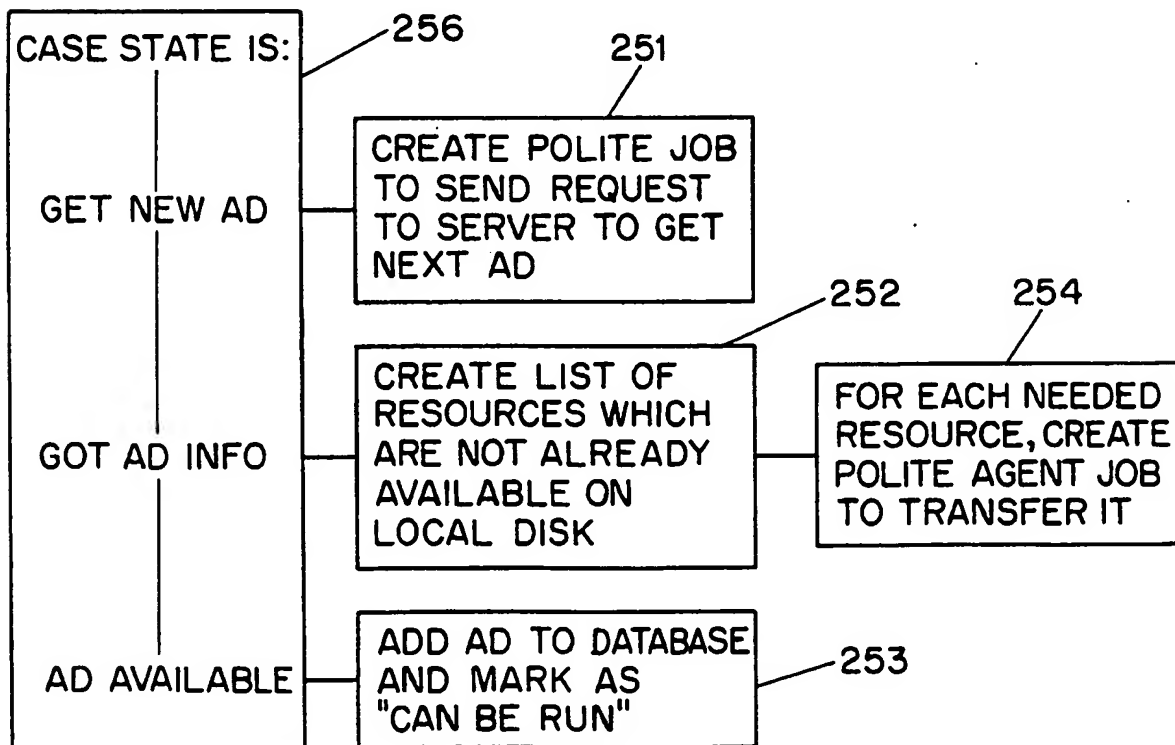 CASE STATE IS:
256
251
CREATE POLITE JOB
TO SEND REQUEST
TO SERVER TO GET
NEXT AD
GET NEW AD
252
254
CREATE LIST OF
RESOURCES WHICH
ARE NOT ALREADY
AVAILABLE ON
LOCAL DISK
GOT AD INFO
FOR EACH NEEDED
RESOURCE, CREATE
POLITE AGENT JOB
TO TRANSFER IT
AD AVAILABLE
ADD AD TO DATABASE
AND MARK AS
"CAN BE RUN"
253